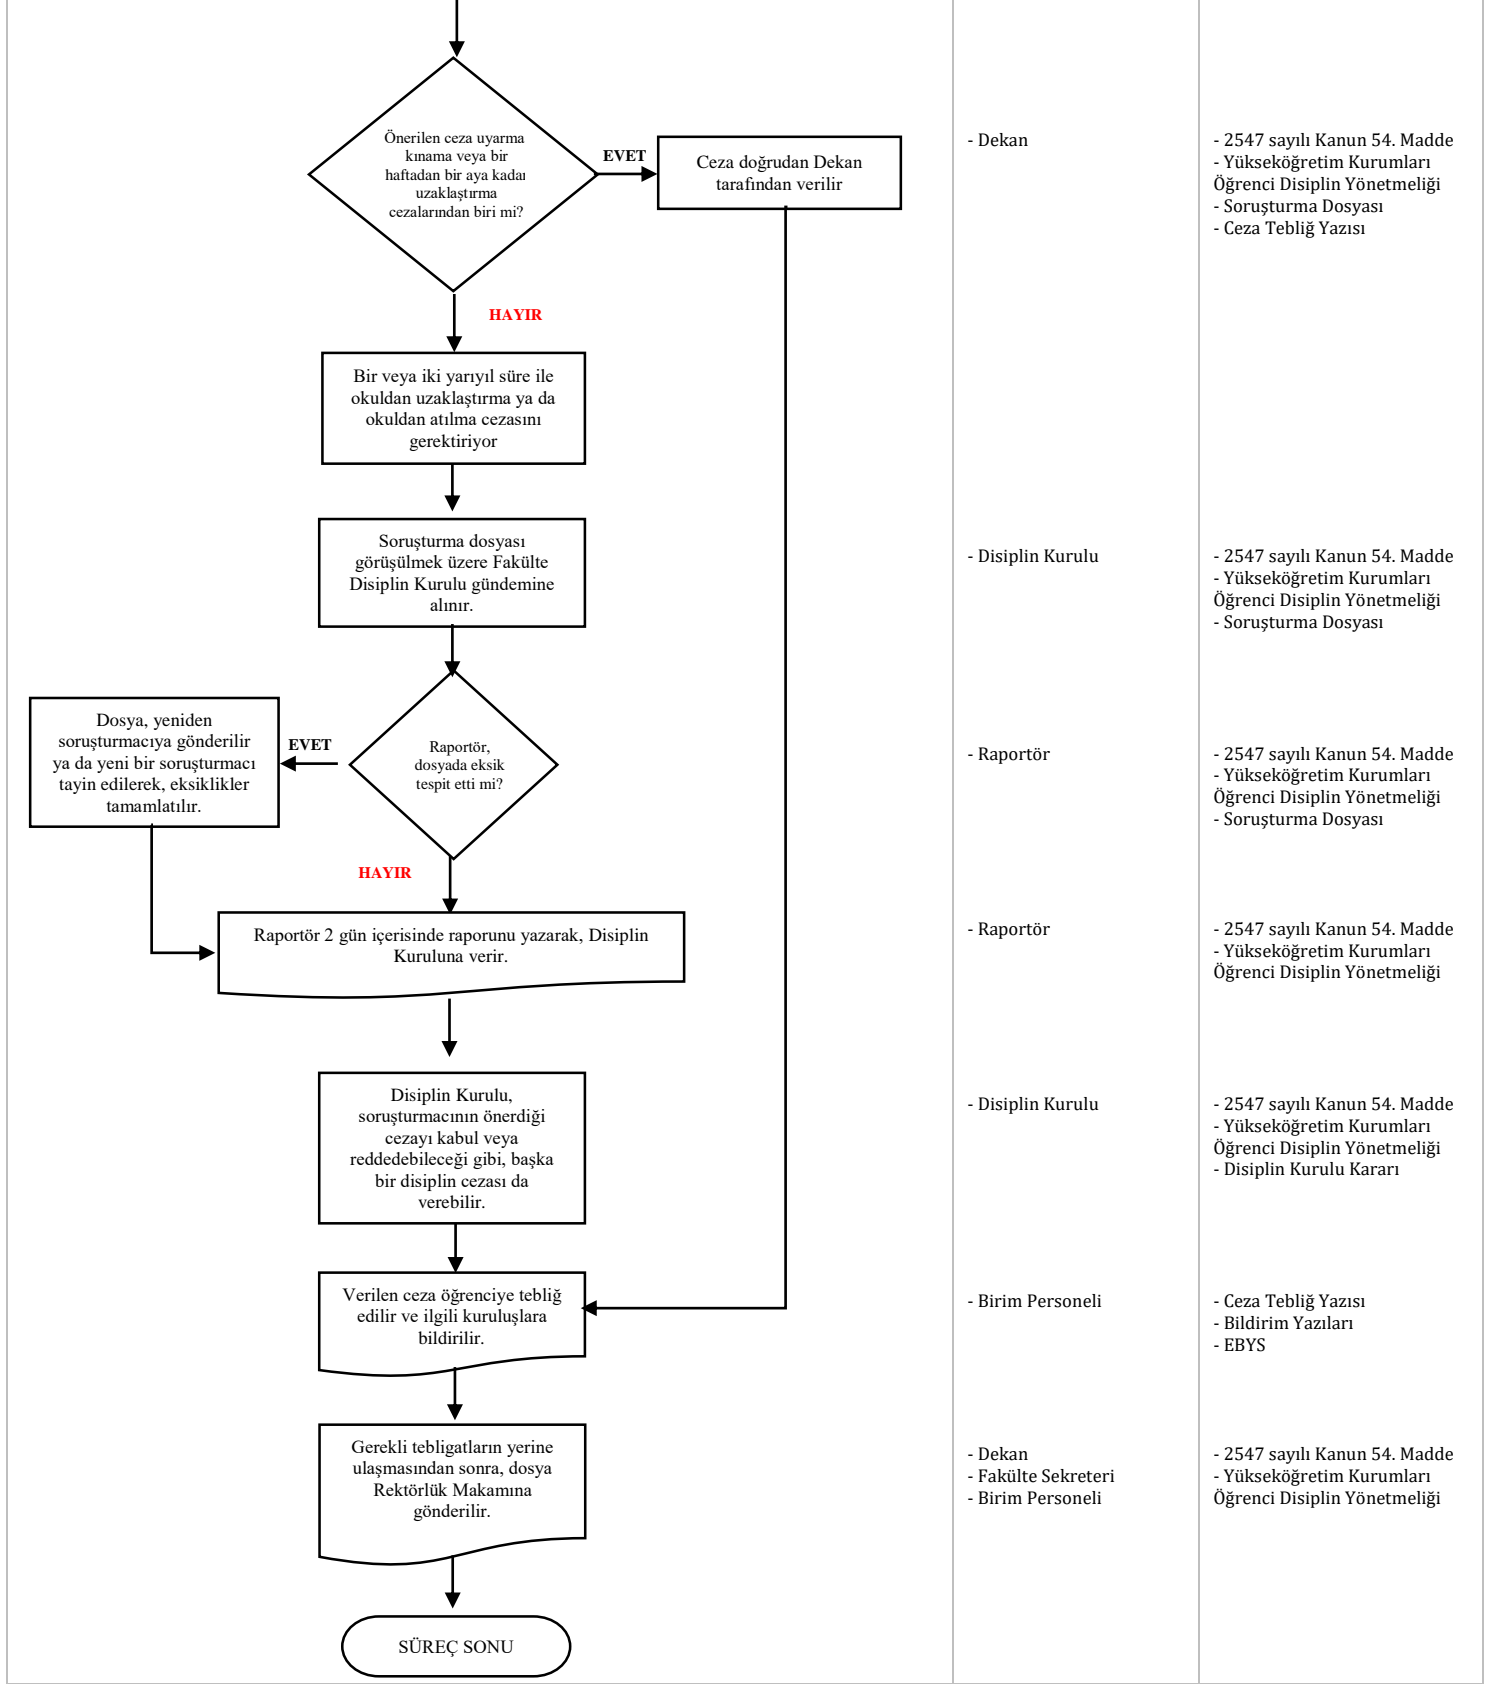 Önerilen ceza uyarma
kınama veya bir
haftadan bir aya kadar
uzaklaştırma
cezalarından biri mi?
EVET
Ceza doğrudan Dekan
tarafından verilir
- Dekan
- 2547 sayılı Kanun 54. Madde
- Yükseköğretim Kurumları
Öğrenci Disiplin Yönetmeliği
- Soruşturma Dosyası
- Ceza Tebliğ Yazısı
HAYIR
Bir veya iki yarıyıl süre ile
okuldan uzaklaştırma ya da
okuldan atılma cezasını
gerektiriyor
Soruşturma dosyası
görüşülmek üzere Fakülte
Disiplin Kurulu gündemine
alınır.
- Disiplin Kurulu
- 2547 sayılı Kanun 54. Madde
- Yükseköğretim Kurumları
Öğrenci Disiplin Yönetmeliği
- Soruşturma Dosyası
Dosya, yeniden
soruşturmacıya gönderilir
ya da yeni bir soruşturmacı
tayin edilerek, eksiklikler
tamamlatılır.
EVET
Raportör,
dosyada eksik
tespit etti mi?
- Raportör
- 2547 sayılı Kanun 54. Madde
- Yükseköğretim Kurumları
Öğrenci Disiplin Yönetmeliği
- Soruşturma Dosyası
HAYIR
Raportör 2 gün içerisinde raporunu yazarak, Disiplin
Kuruluna verir.
- Raportör
- 2547 sayılı Kanun 54. Madde
- Yükseköğretim Kurumları
Öğrenci Disiplin Yönetmeliği
Disiplin Kurulu,
soruşturmacının önerdiği
cezayı kabul veya
reddedebileceği gibi, başka
bir disiplin cezası da
verebilir.
- Disiplin Kurulu
- 2547 sayılı Kanun 54. Madde
- Yükseköğretim Kurumları
Öğrenci Disiplin Yönetmeliği
- Disiplin Kurulu Kararı
Verilen ceza öğrenciye tebliğ
edilir ve ilgili kuruluşlara
bildirilir.
- Birim Personeli
- Ceza Tebliğ Yazısı
- Bildirim Yazıları
- EBYS
Gerekli tebligatların yerine
ulaşmasından sonra, dosya
Rektörlük Makamına
gönderilir.
- Dekan
- Fakülte Sekreteri
- Birim Personeli
- 2547 sayılı Kanun 54. Madde
- Yükseköğretim Kurumları
Öğrenci Disiplin Yönetmeliği
SÜREÇ SONU